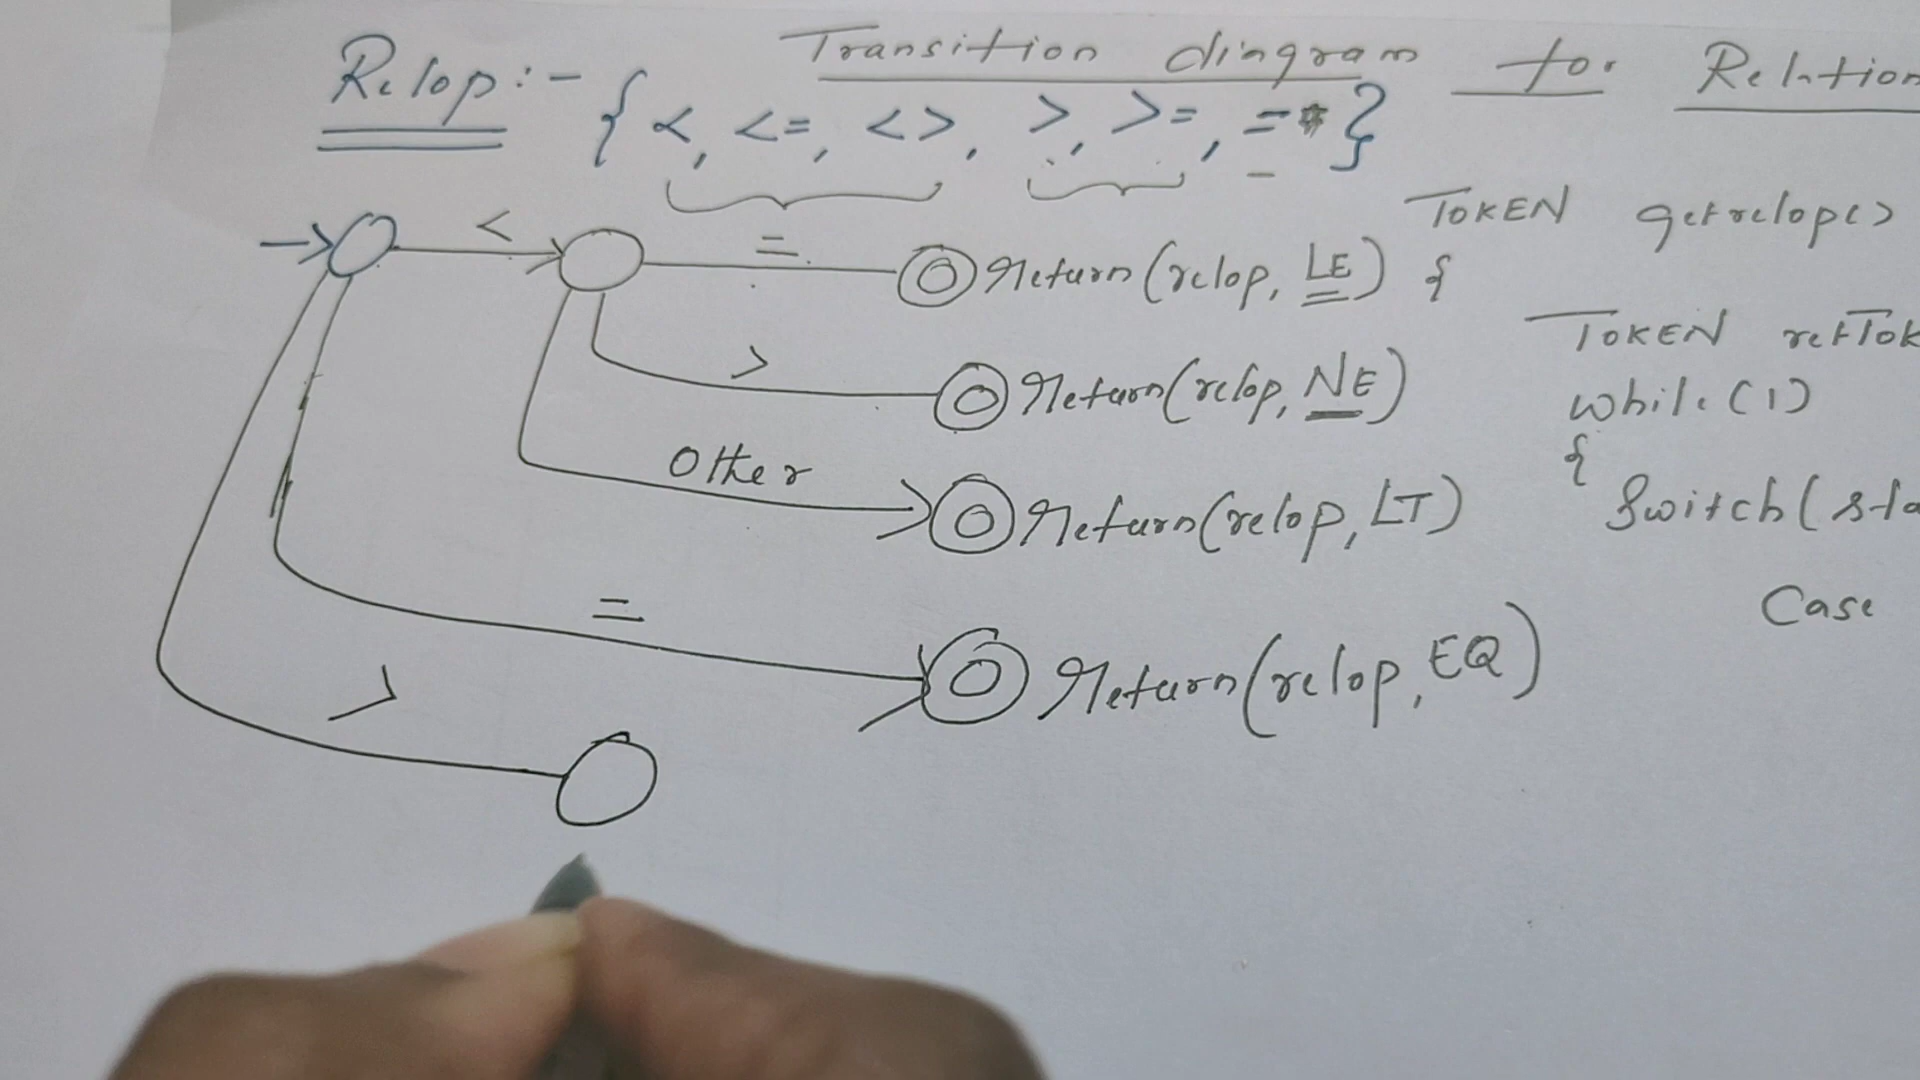 Transition diagram for Relation
Relop:- { <, <=, <>, >, >=, = }
TOKEN getrelop()
{
< = return(relop, LE)
TOKEN retTok
> return(relop, NE)
while(1)
{
Other return(relop, LT)
Switch(sta
Case
= return(relop, EQ)
>